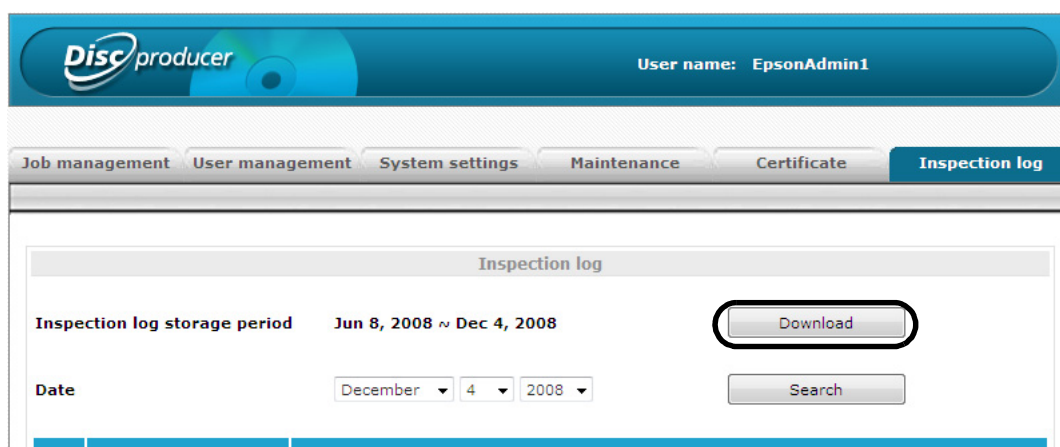 Disc producer
User name: EpsonAdmin1
Job management User management System settings Maintenance Certificate Inspection log
Inspection log
Inspection log storage period Jun 8, 2008 ~ Dec 4, 2008 Download
Date December 4 2008 Search